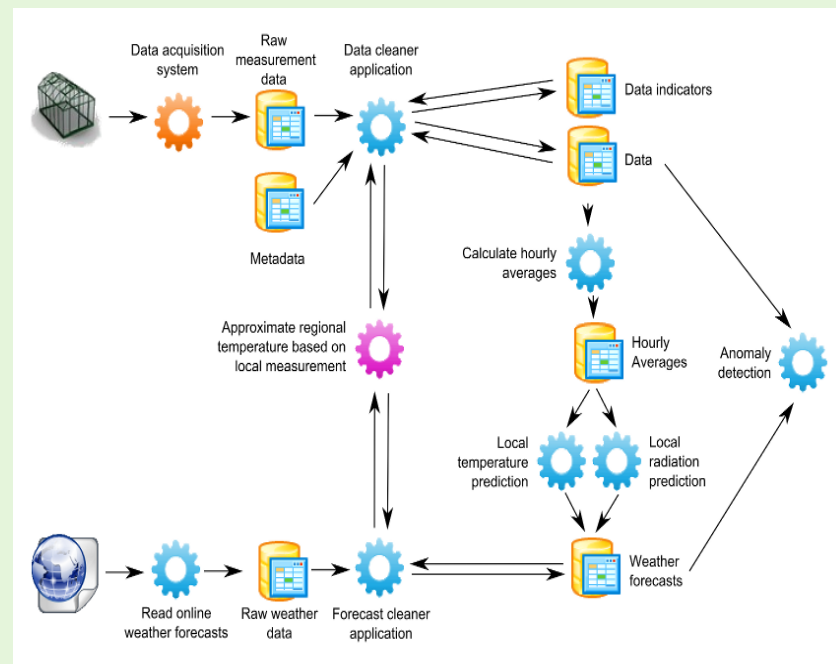 Data acquisition
system
Raw
measurement
data
Data cleaner
application
Data indicators
Data
Metadata
Calculate hourly
averages
Approximate regional
temperature based on
local measurement
Hourly
Averages
Anomaly
detection
Local
temperature
prediction
Local
radiation
prediction
Read online
weather forecasts
Raw weather
data
Forecast cleaner
application
Weather
forecasts